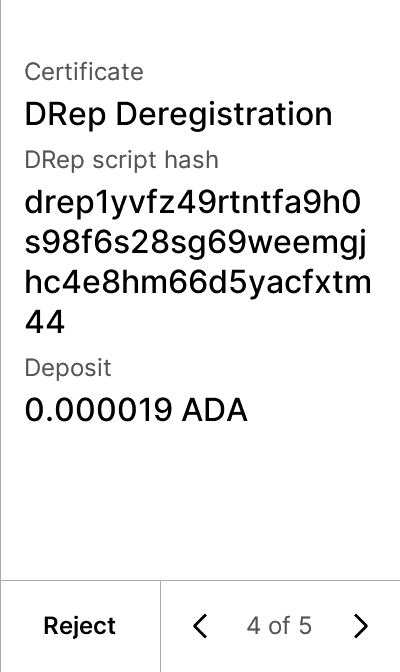 Certificate
DRep Deregistration
DRep script hash
drep1yvfz49rtntfa9h0
s98f6s28sg69weemgj
hc4e8hm66d5yacfxtm
44
Deposit
0.000019 ADA
Reject
4 of 5